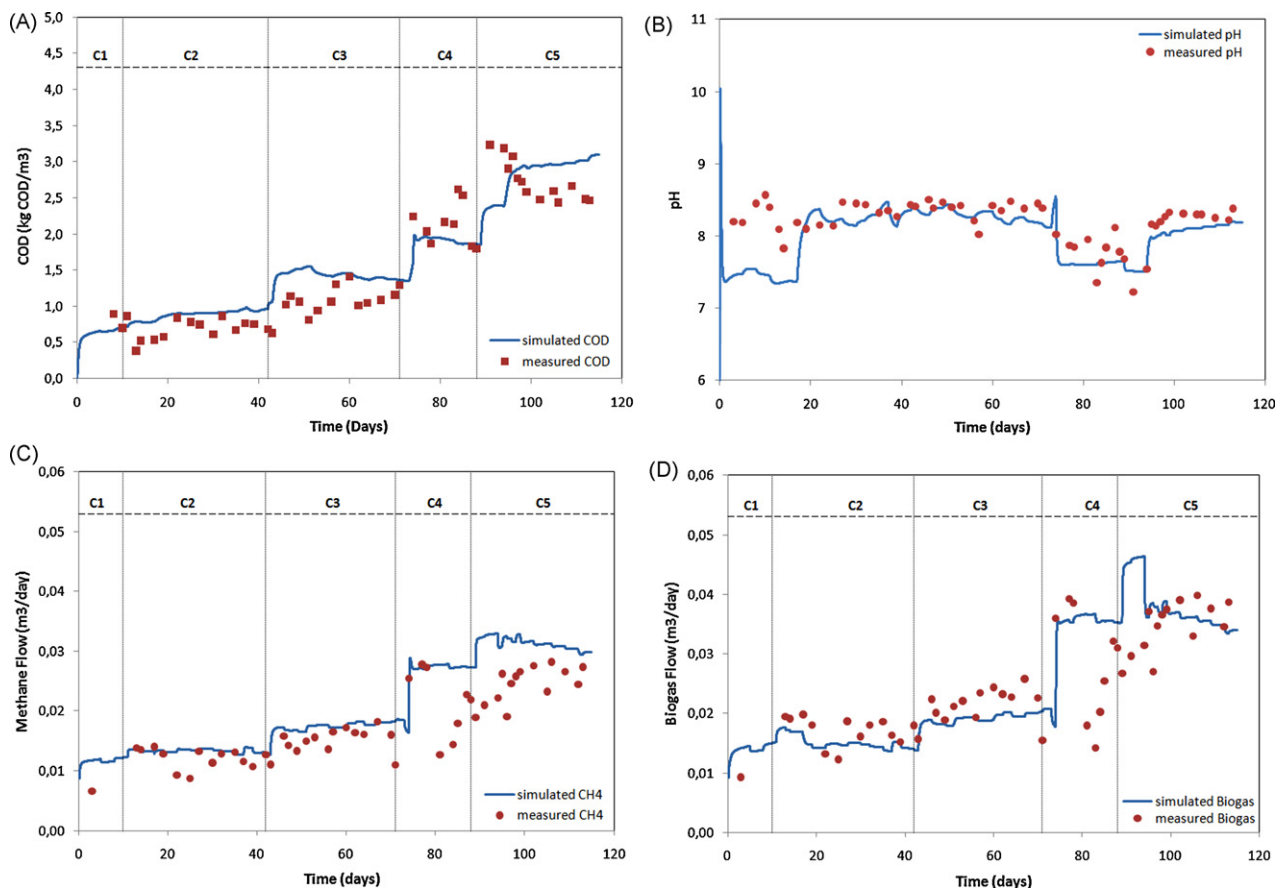 (A)
5,0
4,5
4,0
3,5
3,0
2,5
2,0
1,5
1,0
0,5
0,0
COD (kg COD/m3)
C1 C2 C3 C4 C5
simulated COD
measured COD
0 20 40 60 80 100 120
Time (Days)
(B)
11
10
9
8
7
6
pH
simulated pH
measured pH
0 20 40 60 80 100 120
Time (days)
(C)
0,06
0,05
0,04
0,03
0,02
0,01
0,00
Methane Flow (m3/day)
C1 C2 C3 C4 C5
simulated CH4
measured CH4
0 20 40 60 80 100 120
Time (days)
(D)
0,06
0,05
0,04
0,03
0,02
0,01
0,00
Biogas Flow (m3/day)
C1 C2 C3 C4 C5
simulated Biogas
measured Biogas
0 20 40 60 80 100 120
Time (days)